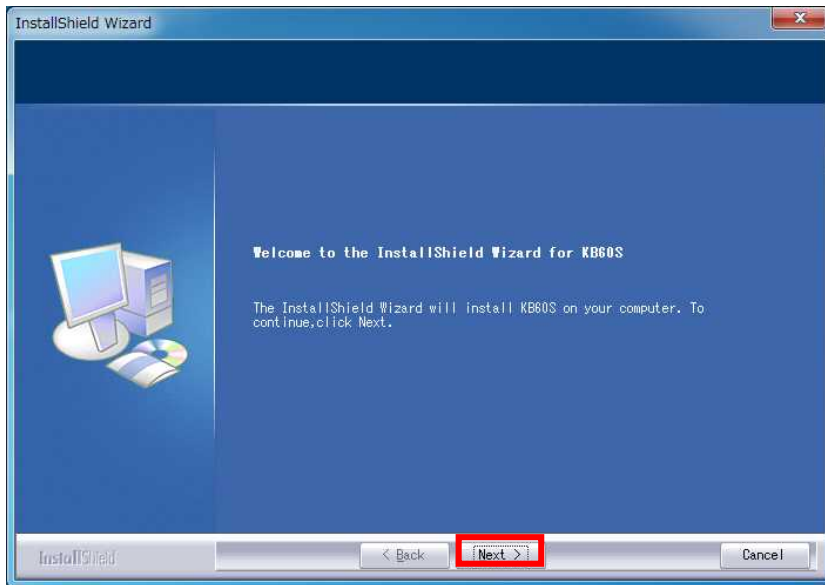 InstallShield Wizard
Welcome to the InstallShield Wizard for KB60S
The InstallShield Wizard will install KB60S on your computer. To
continue,click Next.
InstallShield
< Back
Next >
Cancel